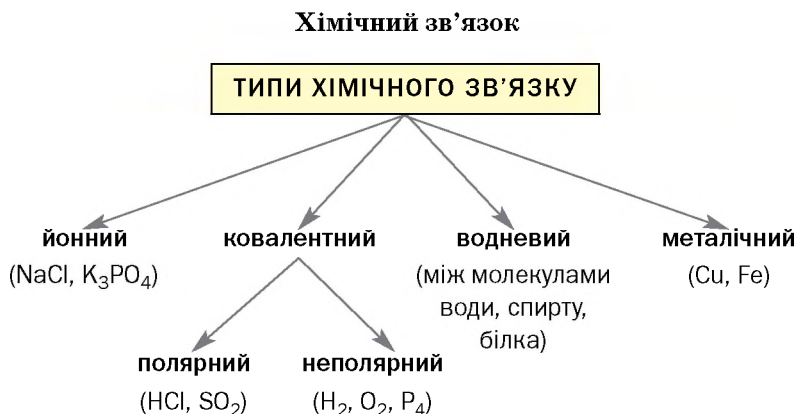 Хімічний зв’язок
ТИПИ ХІМІЧНОГО ЗВ’ЯЗКУ
йонний ковалентний водневий металічний
(NaCl, K₃PO₄) (між молекулами (Cu, Fe)
води, спирту,
білка)
полярний неполярний
(HCl, SO₂) (H₂, O₂, P₄)